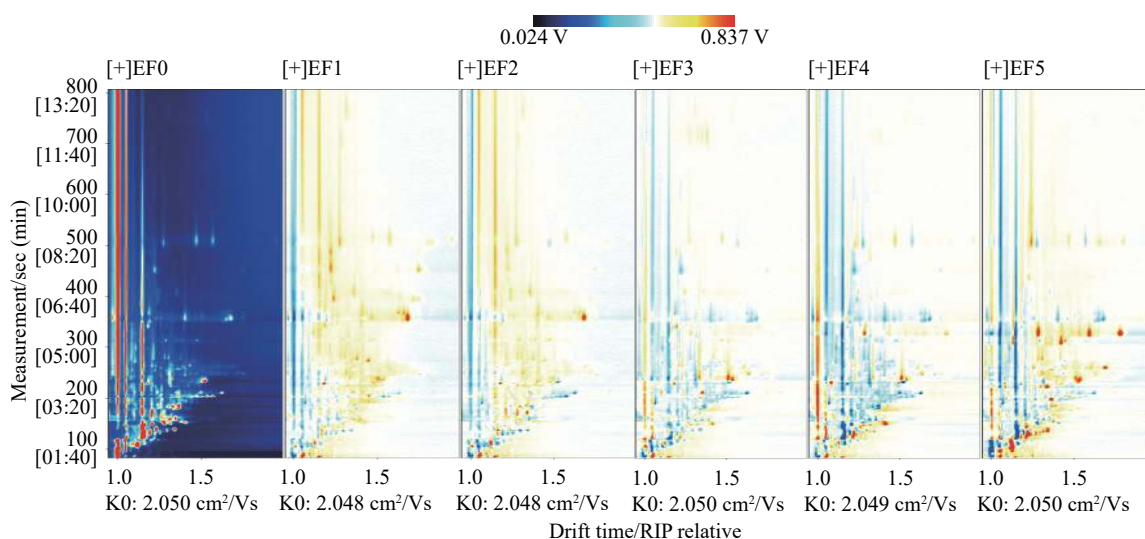 0.024 V 0.837 V
[+]EF0 [+]EF1 [+]EF2 [+]EF3 [+]EF4 [+]EF5
Measurement/sec (min)
800
[13:20]
700
[11:40]
600
[10:00]
500
[08:20]
400
[06:40]
300
[05:00]
200
[03:20]
100
[01:40]
1.0 1.5 1.0 1.5 1.0 1.5 1.0 1.5 1.0 1.5 1.0 1.5
K0: 2.050 cm²/Vs K0: 2.048 cm²/Vs K0: 2.048 cm²/Vs K0: 2.050 cm²/Vs K0: 2.049 cm²/Vs K0: 2.050 cm²/Vs
Drift time/RIP relative